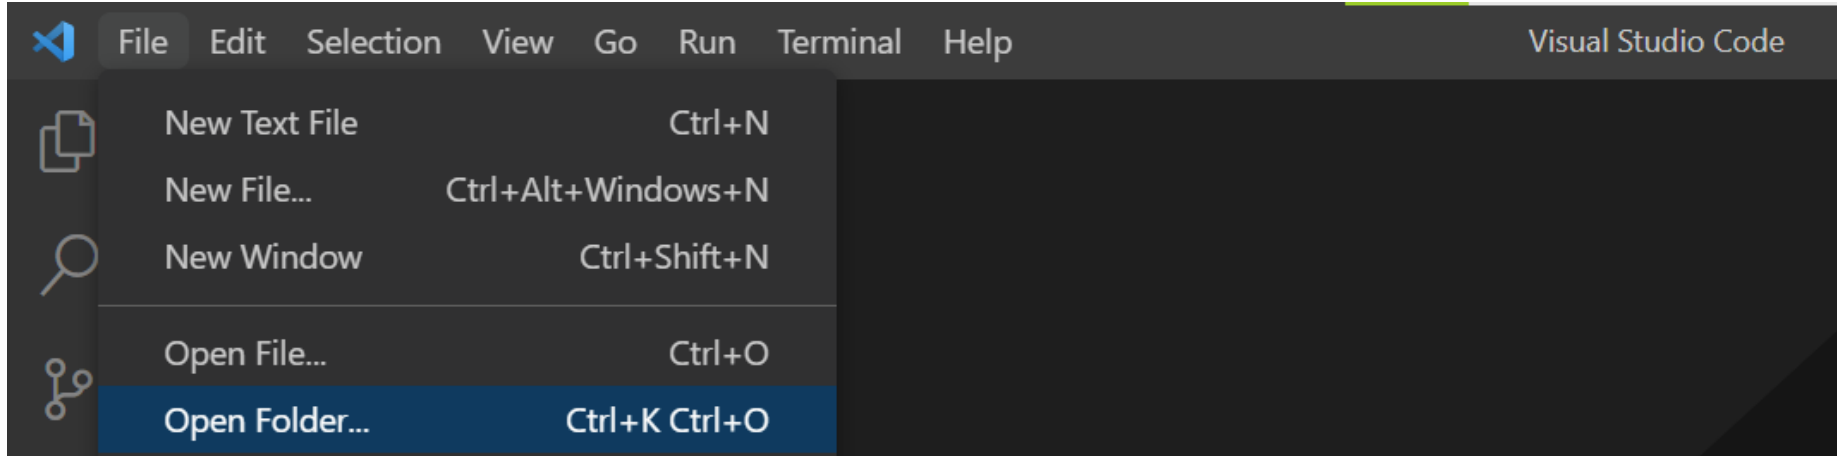 File Edit Selection View Go Run Terminal Help Visual Studio Code
New Text File Ctrl+N
New File... Ctrl+Alt+Windows+N
New Window Ctrl+Shift+N
Open File... Ctrl+O
Open Folder... Ctrl+K Ctrl+O